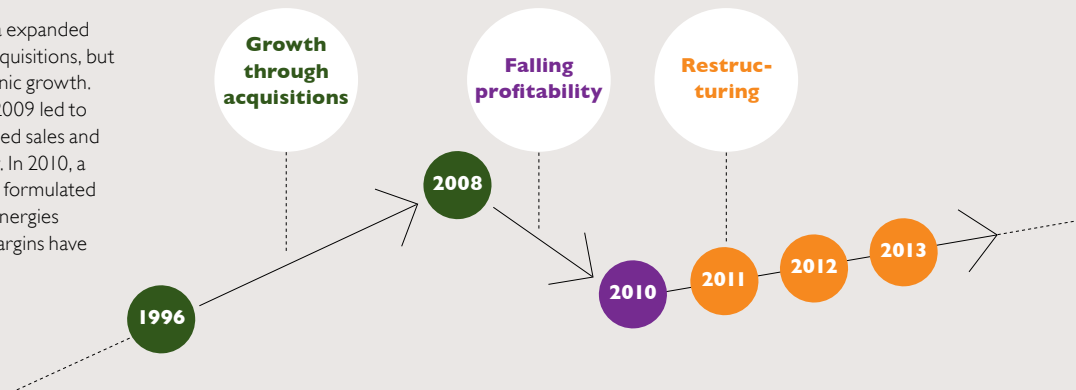 a expanded
quisitions, but
nic growth.
2009 led to
ed sales and
. In 2010, a
formulated
nergies
argins have
Growth
through
acquisitions
Falling
profitability
Restruc-
turing
1996
2008
2010
2011
2012
2013